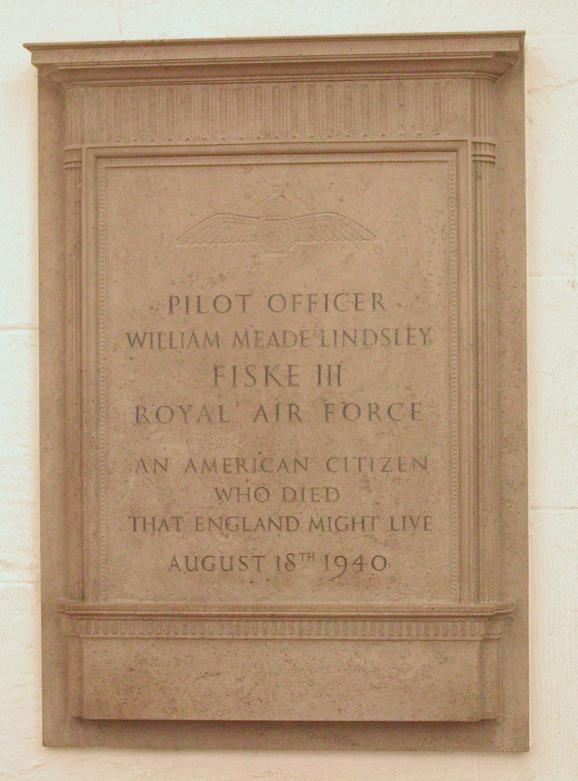 PILOT OFFICER
WILLIAM MEADE LINDSLEY
FISKE III
ROYAL AIR FORCE
AN AMERICAN CITIZEN
WHO DIED
THAT ENGLAND MIGHT LIVE
AUGUST 18TH 1940